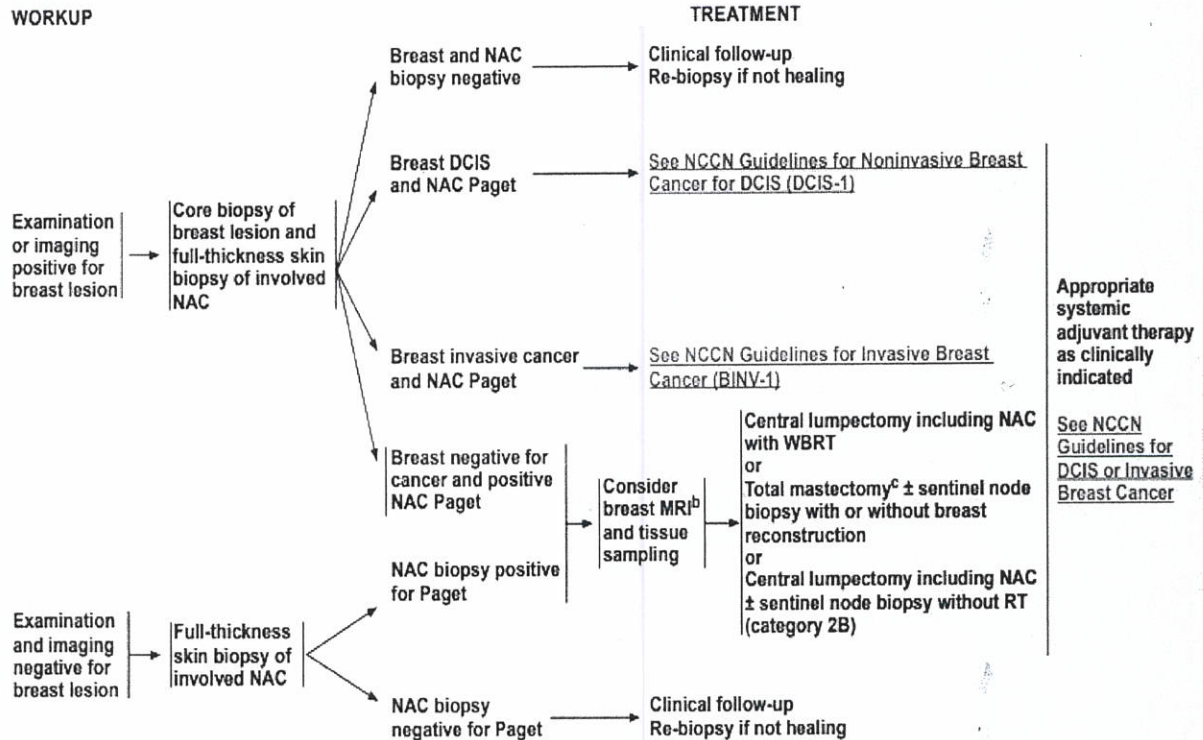 WORKUP
TREATMENT
Examination
or imaging
positive for
breast lesion
Core biopsy of
breast lesion and
full-thickness skin
biopsy of involved
NAC
Breast and NAC
biopsy negative
Clinical follow-up
Re-biopsy if not healing
Breast DCIS
and NAC Paget
See NCCN Guidelines for Noninvasive Breast
Cancer for DCIS (DCIS-1)
Breast invasive cancer
and NAC Paget
See NCCN Guidelines for Invasive Breast
Cancer (BINV-1)
Breast negative for
cancer and positive
NAC Paget
Examination
and imaging
negative for
breast lesion
Full-thickness
skin biopsy of
involved NAC
NAC biopsy positive
for Paget
Consider
breast MRIᵇ
and tissue
sampling
Central lumpectomy including NAC
with WBRT
or
Total mastectomyᶜ ± sentinel node
biopsy with or without breast
reconstruction
or
Central lumpectomy including NAC
± sentinel node biopsy without RT
(category 2B)
NAC biopsy
negative for Paget
Clinical follow-up
Re-biopsy if not healing
Appropriate
systemic
adjuvant therapy
as clinically
indicated
See NCCN
Guidelines for
DCIS or Invasive
Breast Cancer